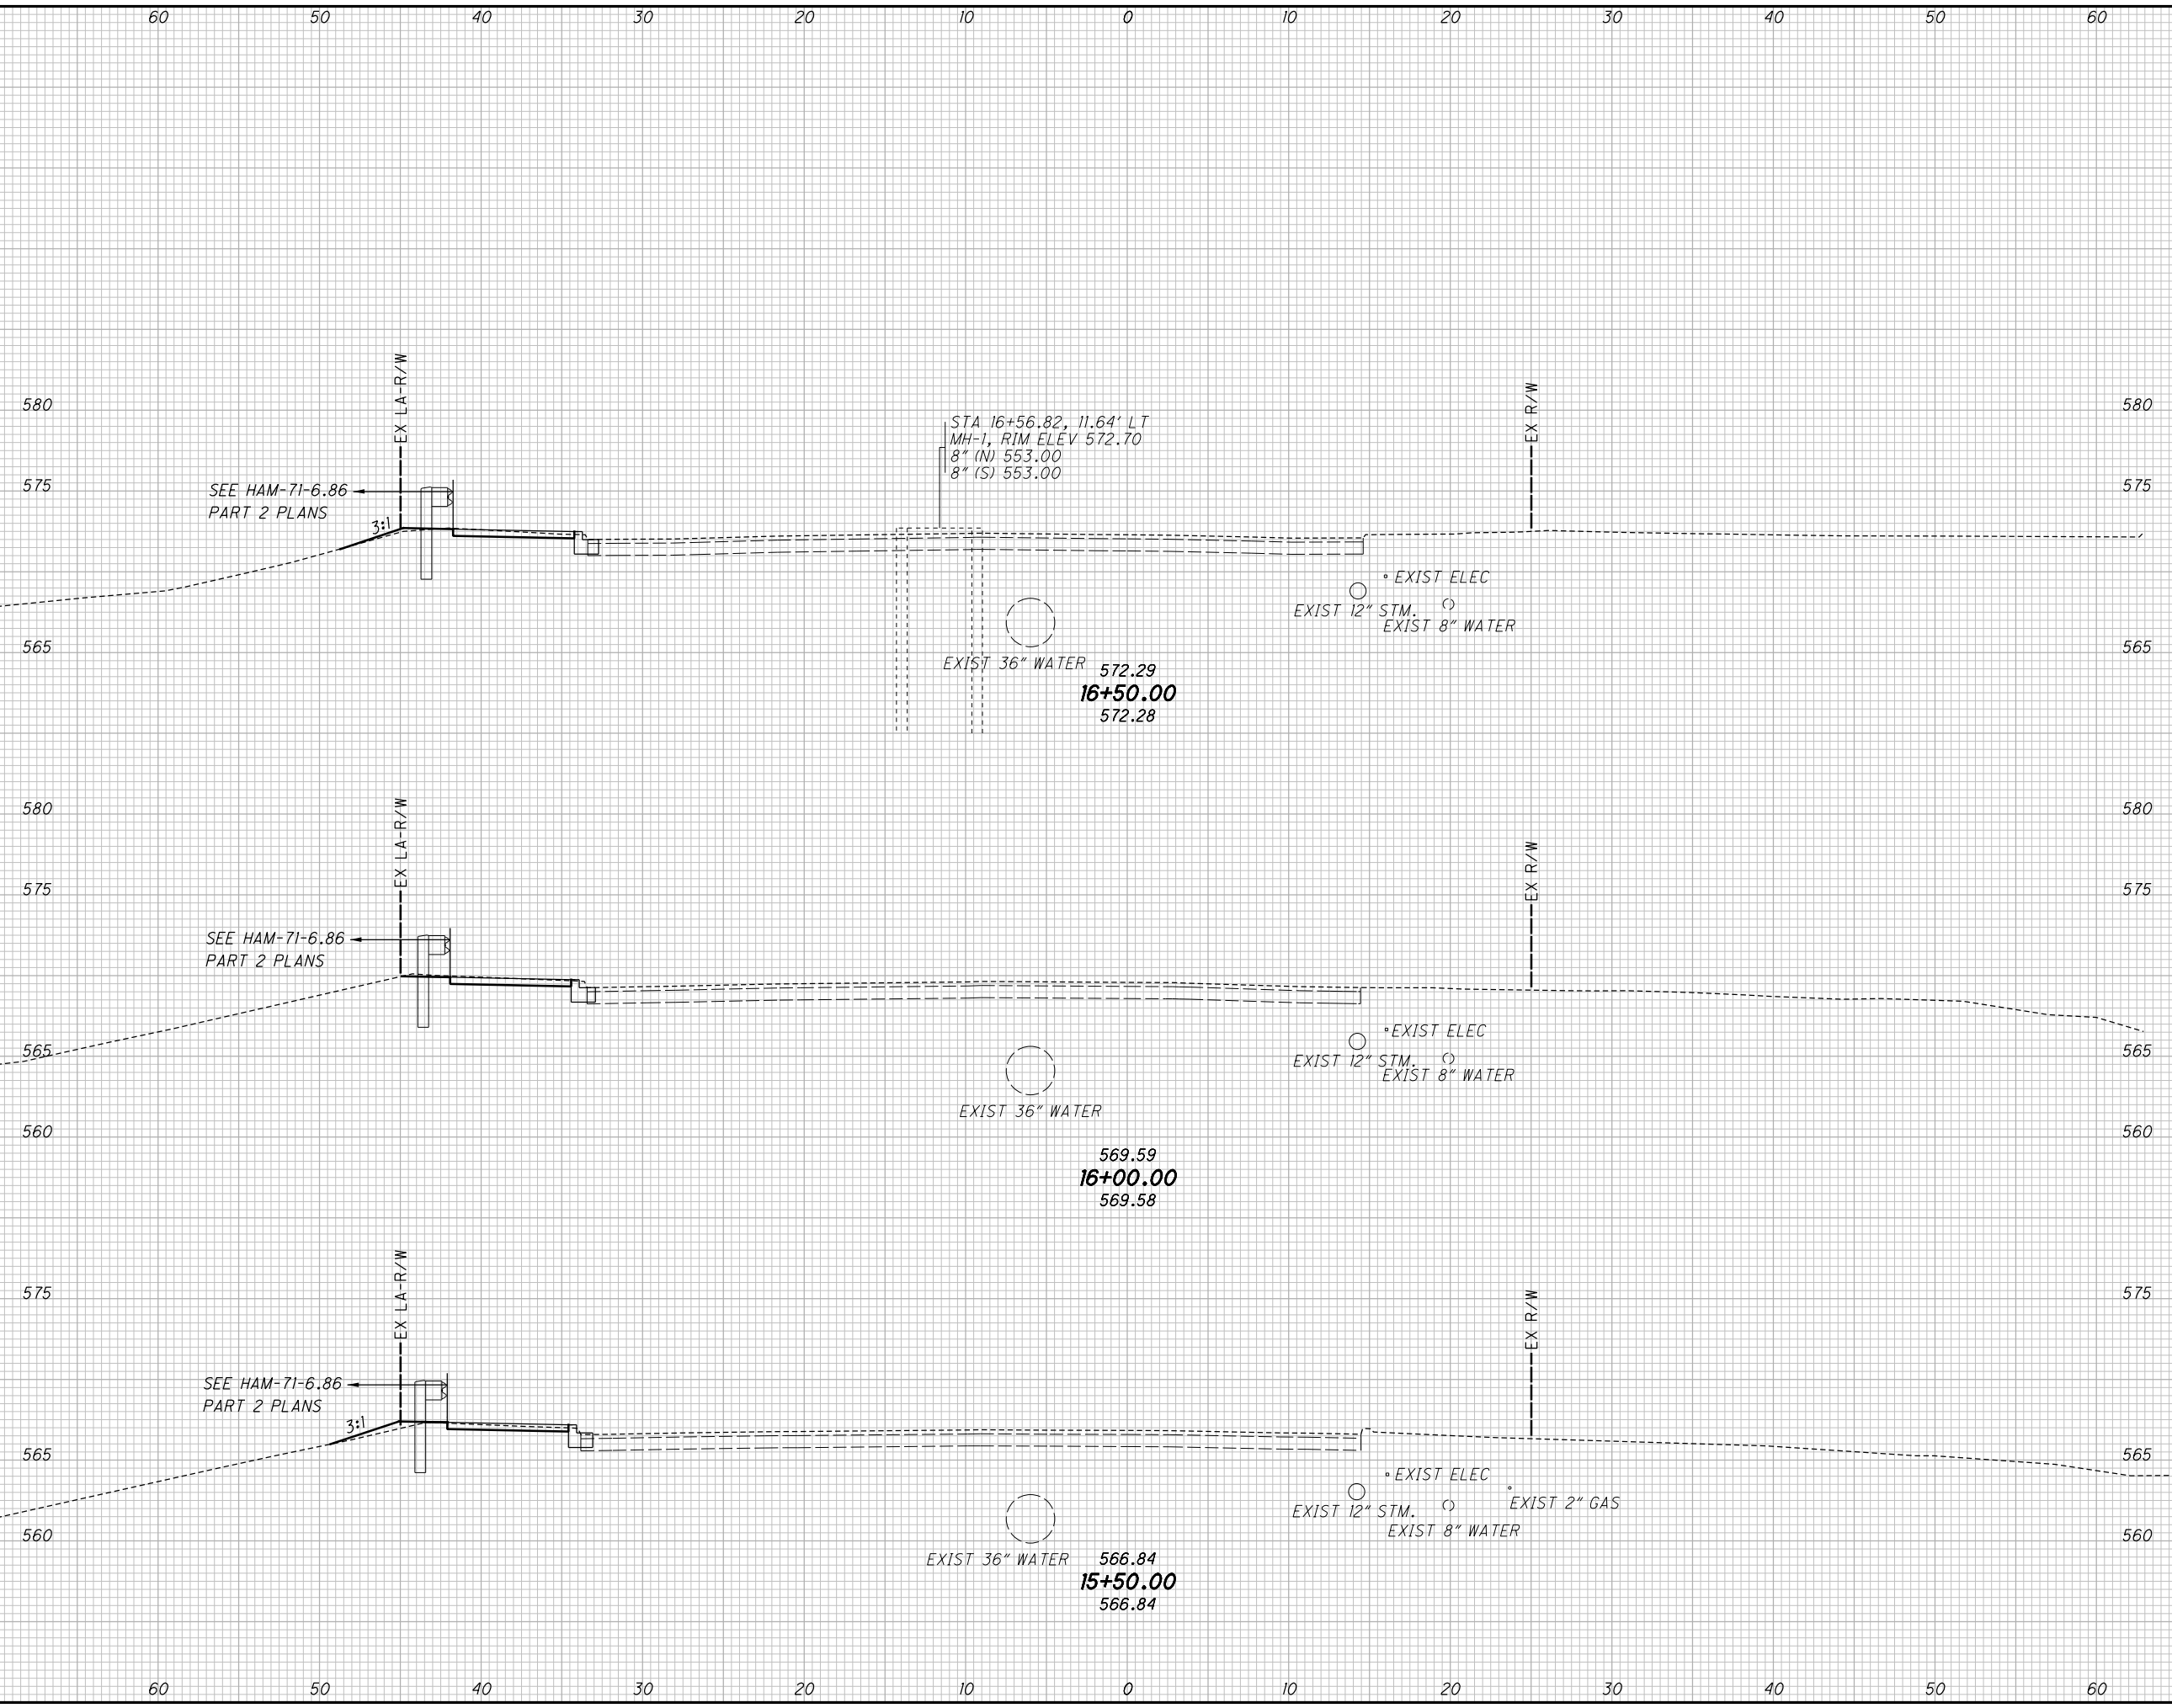 60 50 40 30 20 10 0 10 20 30 40 50 60
EX LA-R/W
EX R/W
580 580
STA 16+56.82, 11.64' LT
MH-1, RIM ELEV 572.70
8" (N) 553.00
8" (S) 553.00
575 575
SEE HAM-71-6.86
PART 2 PLANS
3:1
EXIST ELEC
EXIST 12" STM.
EXIST 8" WATER
565 565
EXIST 36" WATER
572.29
16+50.00
572.28
EX LA-R/W
EX R/W
580 580
575 575
SEE HAM-71-6.86
PART 2 PLANS
EXIST ELEC
565 565
EXIST 12" STM.
EXIST 8" WATER
EXIST 36" WATER
560 560
569.59
16+00.00
569.58
EX LA-R/W
EX R/W
575 575
SEE HAM-71-6.86
PART 2 PLANS
3:1
565 565
EXIST ELEC
EXIST 2" GAS
EXIST 12" STM.
EXIST 8" WATER
560 560
EXIST 36" WATER
566.84
15+50.00
566.84
60 50 40 30 20 10 0 10 20 30 40 50 60